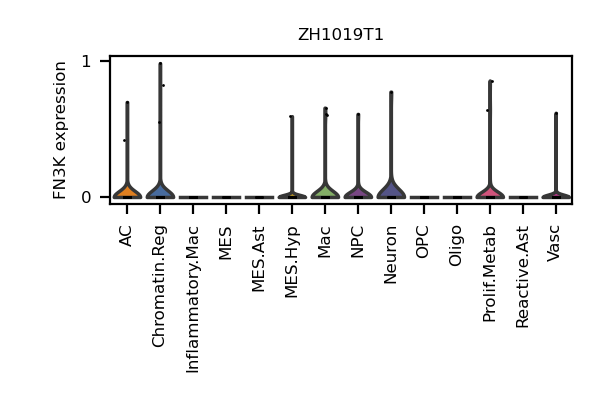 ZH1019T1
FN3K expression
1
0
AC
Chromatin.Reg
Inflammatory.Mac
MES
MES.Ast
MES.Hyp
Mac
NPC
Neuron
OPC
Oligo
Prolif.Metab
Reactive.Ast
Vasc